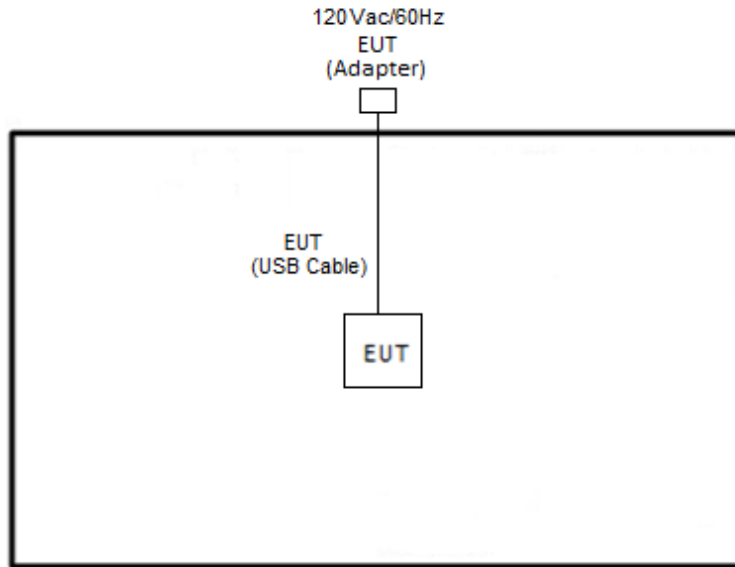 120Vac/60Hz
EUT
(Adapter)
EUT
(USB Cable)
EUT